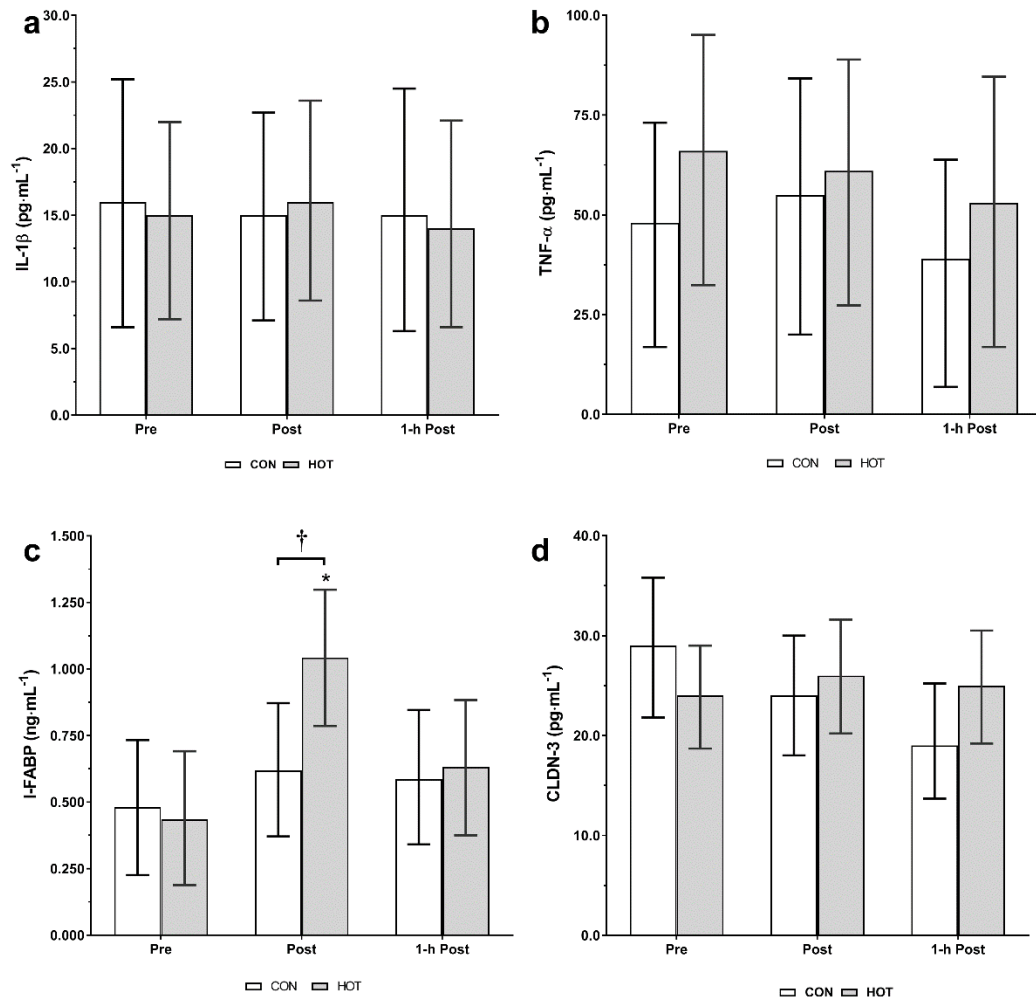 a
IL-1β (pg·mL⁻¹)
30.0
25.0
20.0
15.0
10.0
5.0
0.0
Pre Post 1-h Post
CON HOT
b
TNF-α (pg·mL⁻¹)
100.0
75.0
50.0
25.0
0.0
Pre Post 1-h Post
CON HOT
c
I-FABP (ng·mL⁻¹)
1.500
1.250
1.000
0.750
0.500
0.250
0.000
†
*
Pre Post 1-h Post
CON HOT
d
CLDN-3 (pg·mL⁻¹)
40.0
30.0
20.0
10.0
0.0
Pre Post 1-h Post
CON HOT